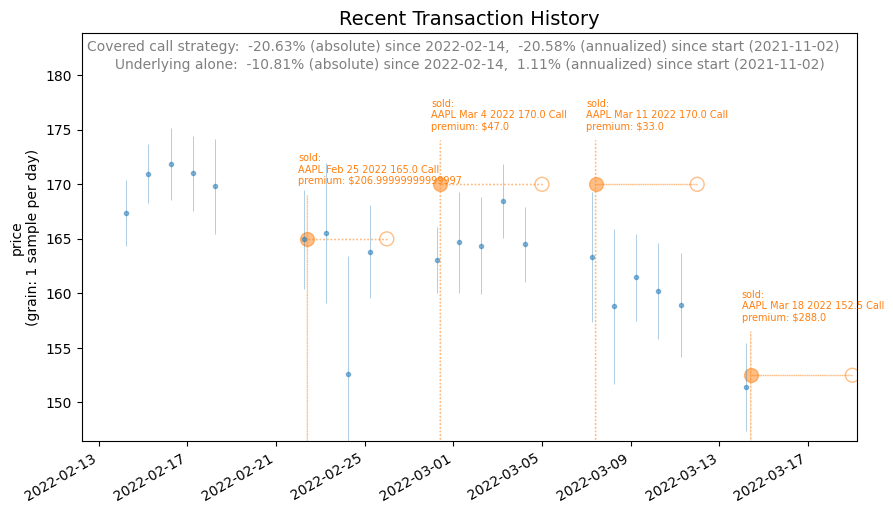 Recent Transaction History
Covered call strategy:  -20.63% (absolute) since 2022-02-14,  -20.58% (annualized) since start (2021-11-02)
Underlying alone:  -10.81% (absolute) since 2022-02-14,  1.11% (annualized) since start (2021-11-02)
price
(grain: 1 sample per day)
180
175
170
165
160
155
150
sold:
AAPL Feb 25 2022 165.0 Call
premium: $206.99999999999997
sold:
AAPL Mar 4 2022 170.0 Call
premium: $47.0
sold:
AAPL Mar 11 2022 170.0 Call
premium: $33.0
sold:
AAPL Mar 18 2022 152.5 Call
premium: $288.0
2022-02-13
2022-02-17
2022-02-21
2022-02-25
2022-03-01
2022-03-05
2022-03-09
2022-03-13
2022-03-17